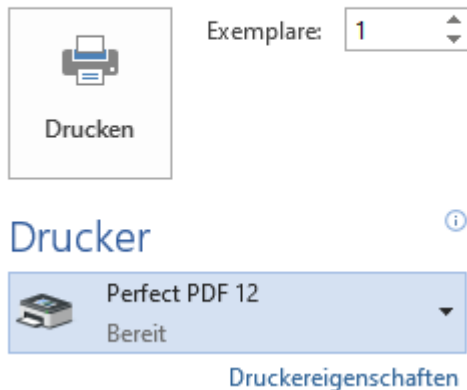 Exemplare: 1
Drucken
Drucker
Perfect PDF 12
Bereit
Druckereigenschaften